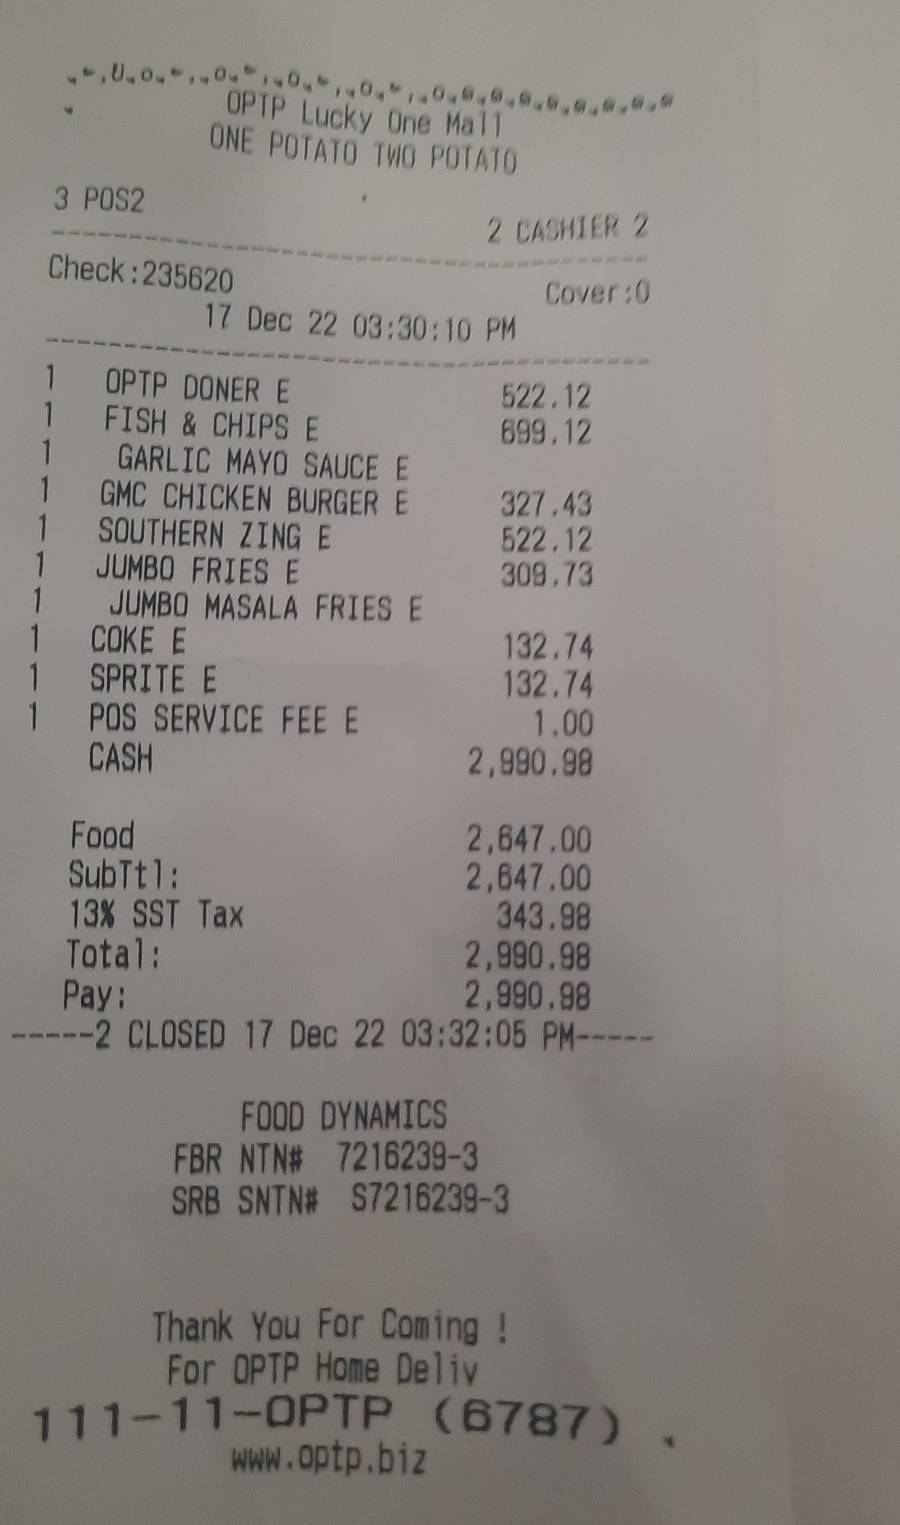 OPTP Lucky One Mall
ONE POTATO TWO POTATO
3 POS2 2 CASHIER 2
Check:235620 Cover:0
17 Dec 22 03:30:10 PM
1 OPTP DONER E 522.12
1 FISH & CHIPS E 699.12
1 GARLIC MAYO SAUCE E
1 GMC CHICKEN BURGER E 327.43
1 SOUTHERN ZING E 522.12
1 JUMBO FRIES E 309.73
1 JUMBO MASALA FRIES E
1 COKE E 132.74
1 SPRITE E 132.74
1 POS SERVICE FEE E 1.00
CASH 2,990.98
Food 2,647.00
SubTtl: 2,647.00
13% SST Tax 343.98
Total: 2,990.98
Pay: 2,990.98
-----2 CLOSED 17 Dec 22 03:32:05 PM-----
FOOD DYNAMICS
FBR NTN# 7216239-3
SRB SNTN# S7216239-3
Thank You For Coming !
For OPTP Home Deliv
111-11-OPTP (6787) .
www.optp.biz